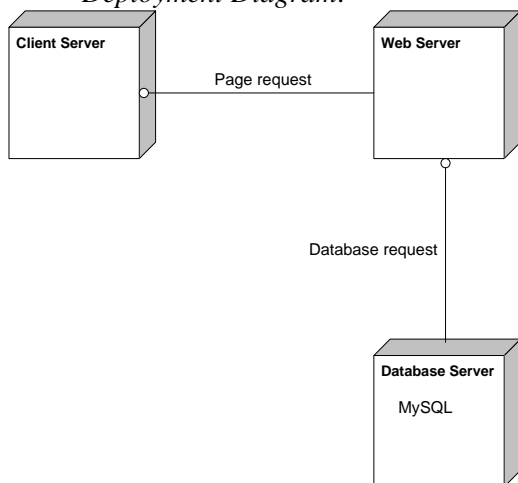 Deployment Diagram.
Client Server
Web Server
Page request
Database request
Database Server
MySQL